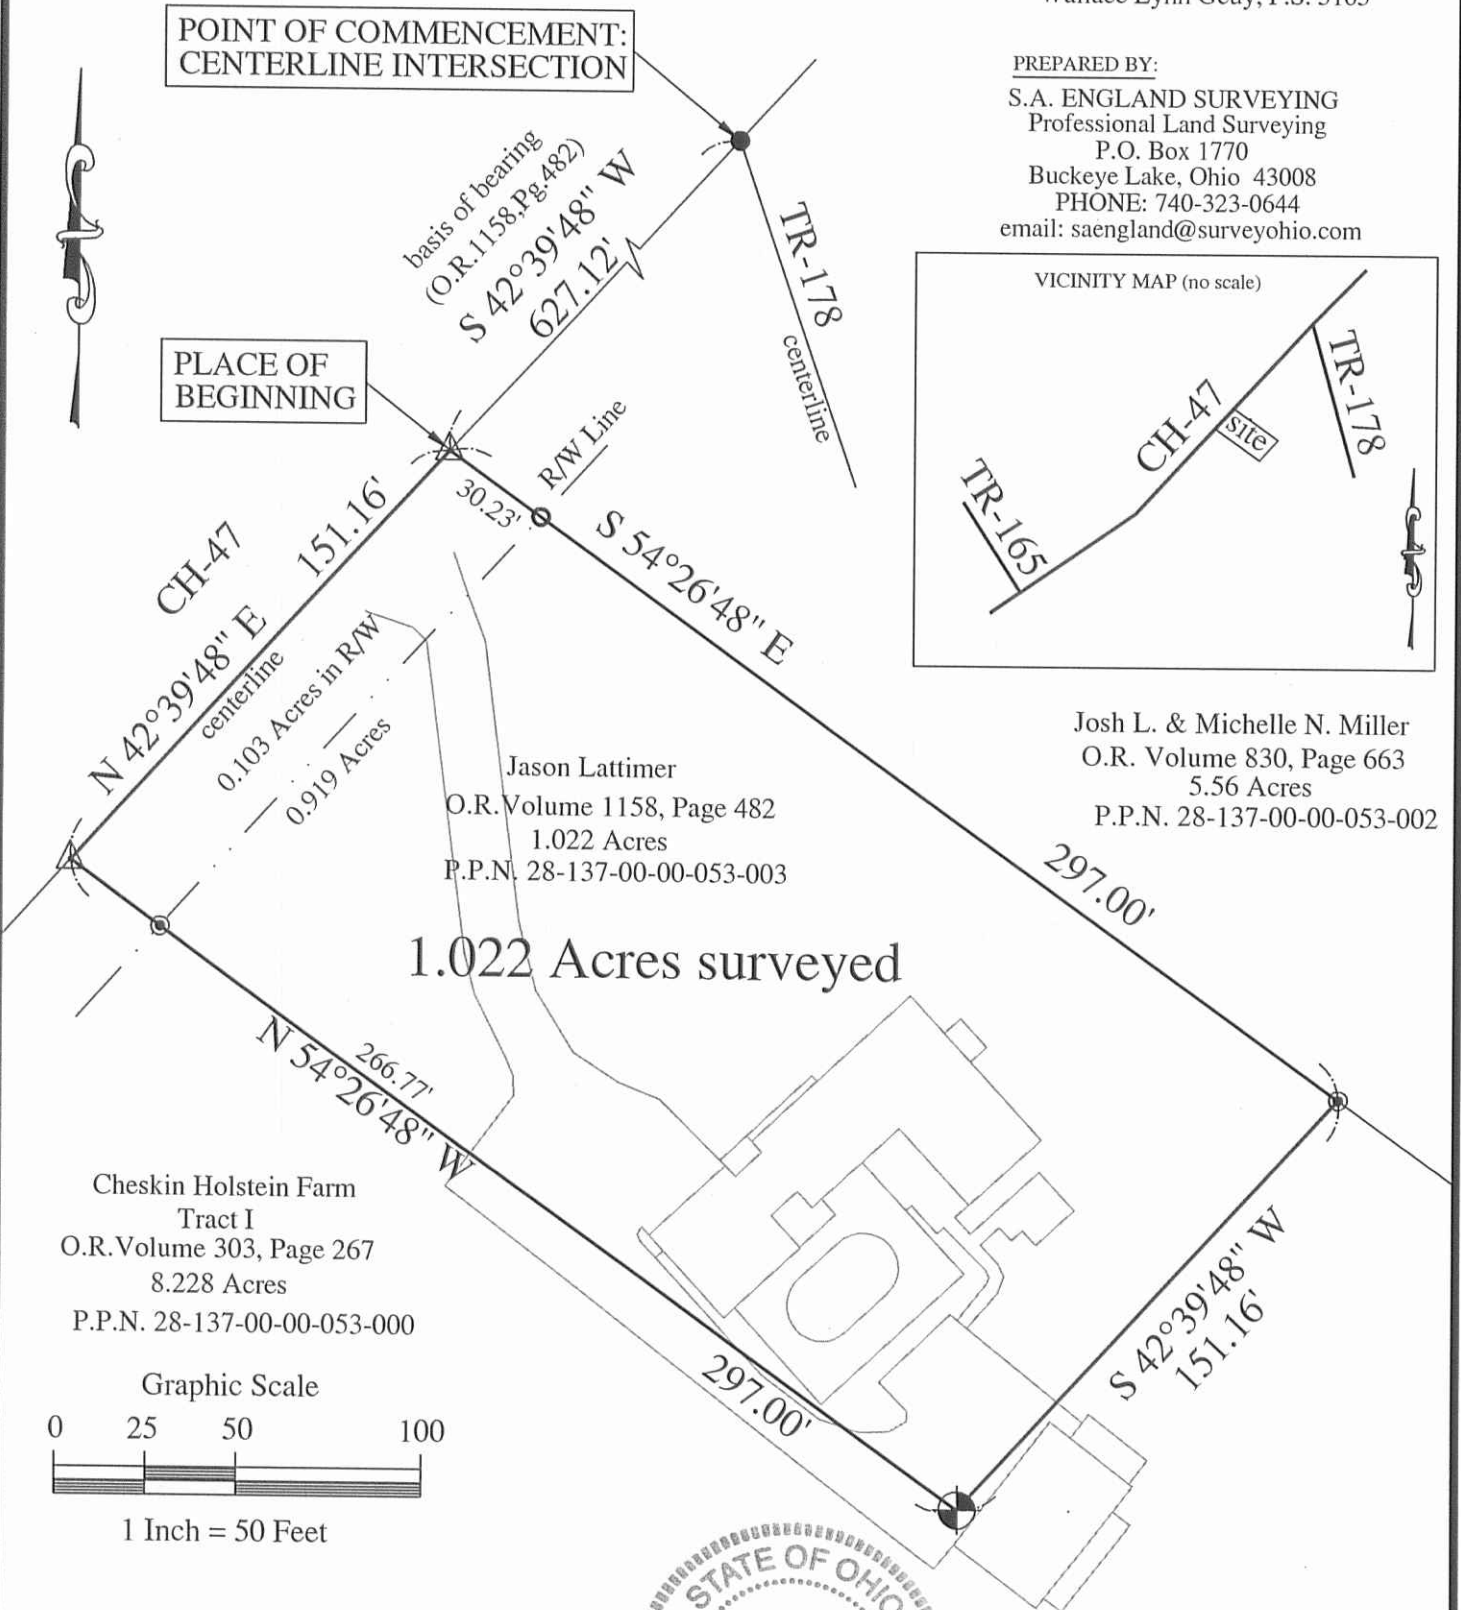 POINT OF COMMENCEMENT:
CENTERLINE INTERSECTION
PREPARED BY:
S.A. ENGLAND SURVEYING
Professional Land Surveying
P.O. Box 1770
Buckeye Lake, Ohio 43008
PHONE: 740-323-0644
email: saengland@surveyohio.com
basis of bearing
(O.R.1158,Pg.482)
S 42°39'48" W
627.12'
TR-178
centerline
VICINITY MAP (no scale)
TR-178
CH-47
site
TR-165
PLACE OF
BEGINNING
R/W Line
30.23'
151.16'
CH-47
N 42°39'48" E
centerline
S 54°26'48" E
0.103 Acres in R/W
0.919 Acres
Jason Lattimer
O.R.Volume 1158, Page 482
1.022 Acres
P.P.N. 28-137-00-00-053-003
Josh L. & Michelle N. Miller
O.R. Volume 830, Page 663
5.56 Acres
P.P.N. 28-137-00-00-053-002
297.00'
1.022 Acres surveyed
266.77'
N 54°26'48" W
Cheskin Holstein Farm
Tract I
O.R.Volume 303, Page 267
8.228 Acres
P.P.N. 28-137-00-00-053-000
S 42°39'48" W
151.16'
297.00'
Graphic Scale
0 25 50 100
1 Inch = 50 Feet
STATE OF OHIO